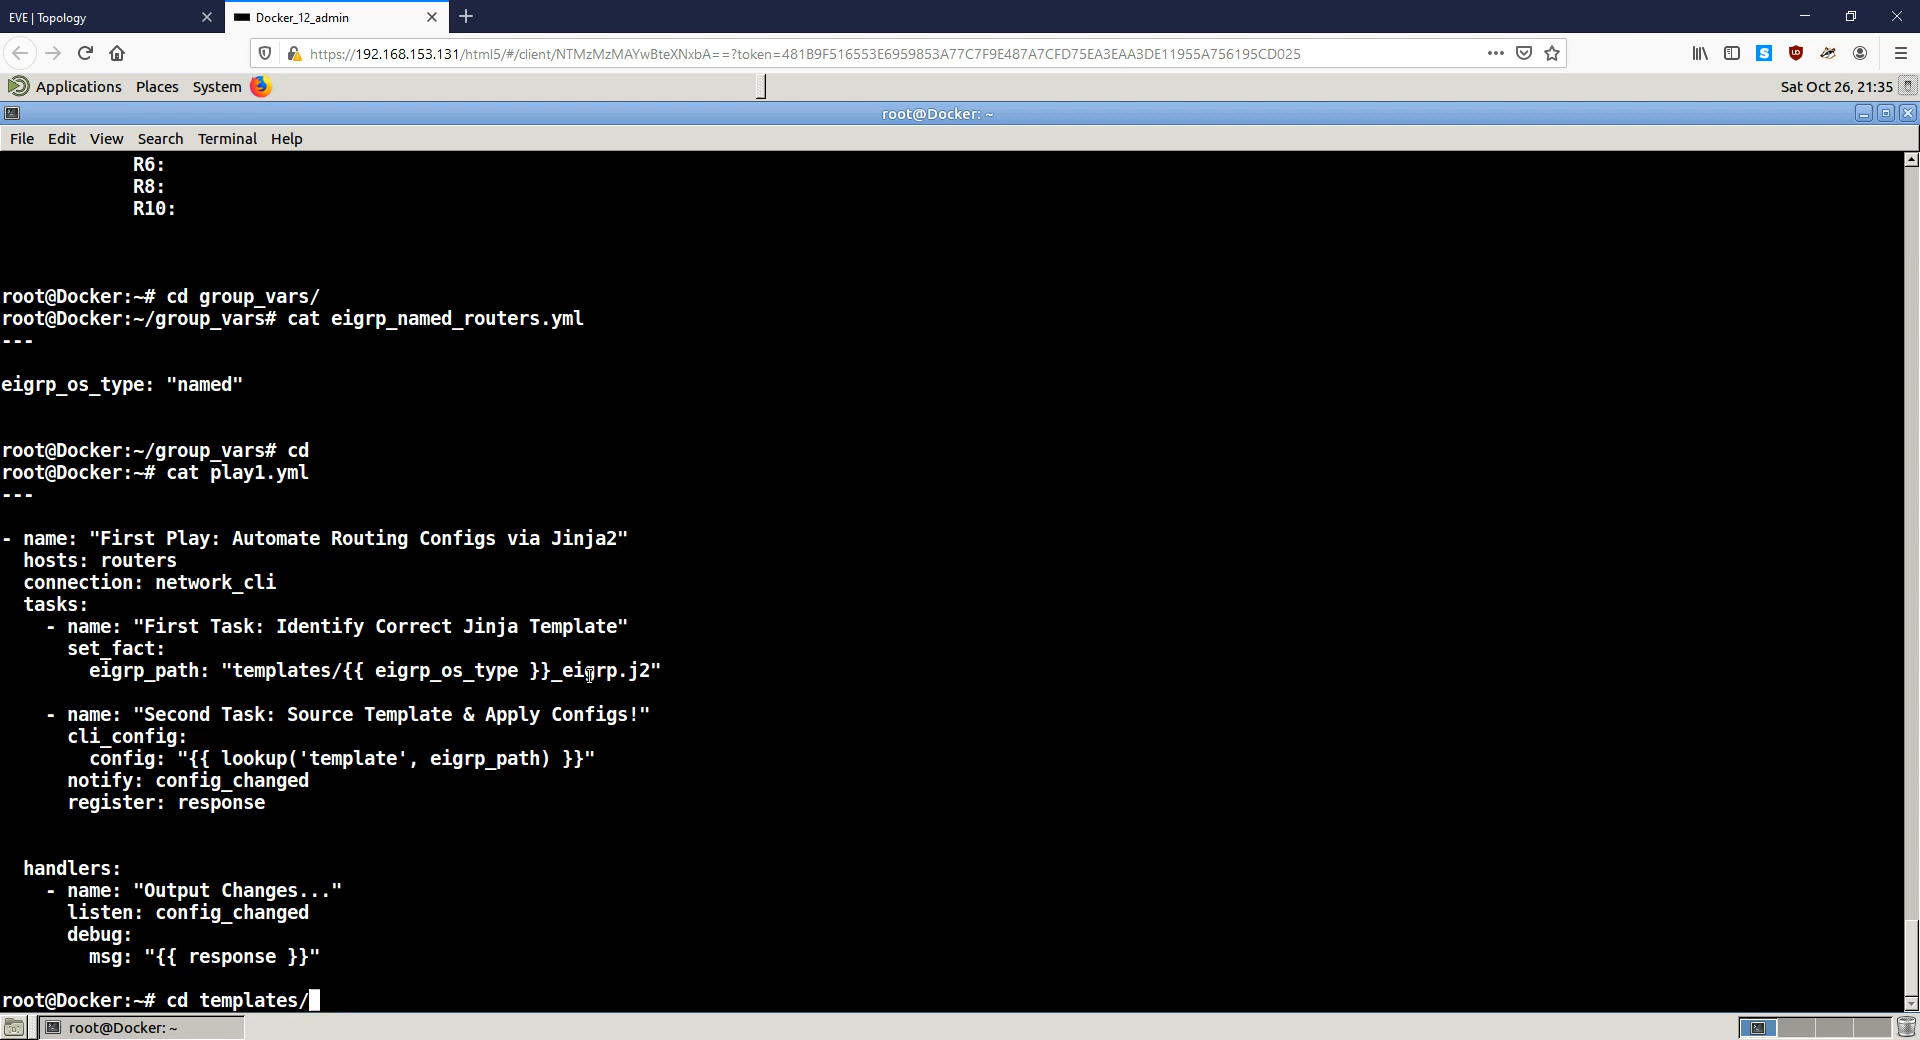 EVE | Topology
Docker_12_admin
https://192.168.153.131/html5/#/client/NTMzMzMAYwBteXNxbA==?token=481B9F516553E6959853A77C7F9E487A7CFD75EA3EAA3DE11955A756195CD025
Applications Places System
Sat Oct 26, 21:35
root@Docker: ~
File Edit View Search Terminal Help
R6:
R8:
R10:
root@Docker:~# cd group_vars/
root@Docker:~/group_vars# cat eigrp_named_routers.yml
---
eigrp_os_type: "named"
root@Docker:~/group_vars# cd
root@Docker:~# cat play1.yml
---
- name: "First Play: Automate Routing Configs via Jinja2"
hosts: routers
connection: network_cli
tasks:
- name: "First Task: Identify Correct Jinja Template"
set_fact:
eigrp_path: "templates/{{ eigrp_os_type }}_eigrp.j2"
- name: "Second Task: Source Template & Apply Configs!"
cli_config:
config: "{{ lookup('template', eigrp_path) }}"
notify: config_changed
register: response
handlers:
- name: "Output Changes..."
listen: config_changed
debug:
msg: "{{ response }}"
root@Docker:~# cd templates/
root@Docker: ~